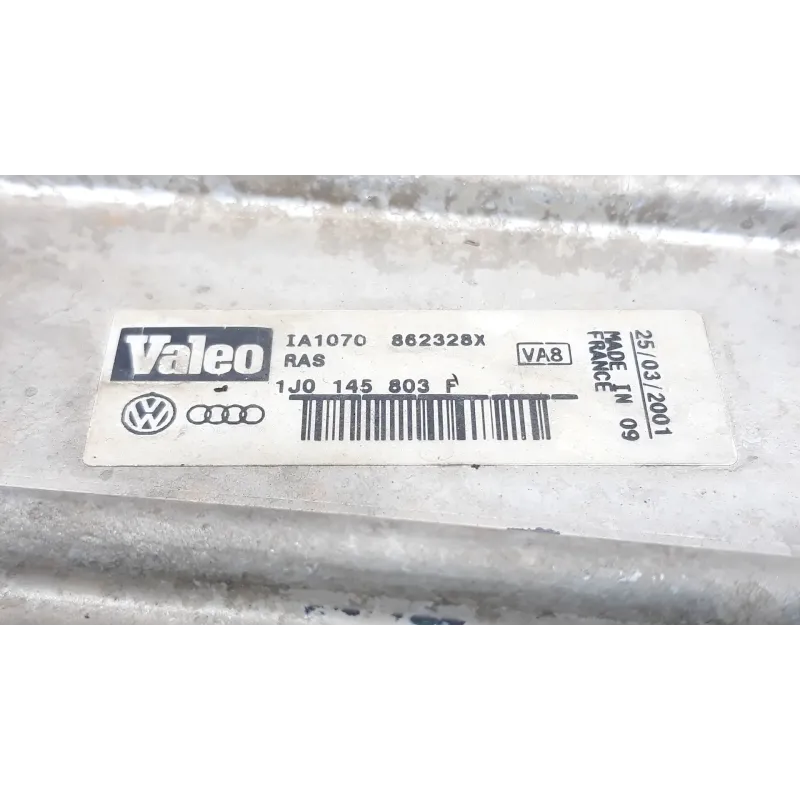 Valeo
IA1070 862328X
RAS
VA8
1J0 145 803 F
25/03/2001
MADE IN 09
FRANCE